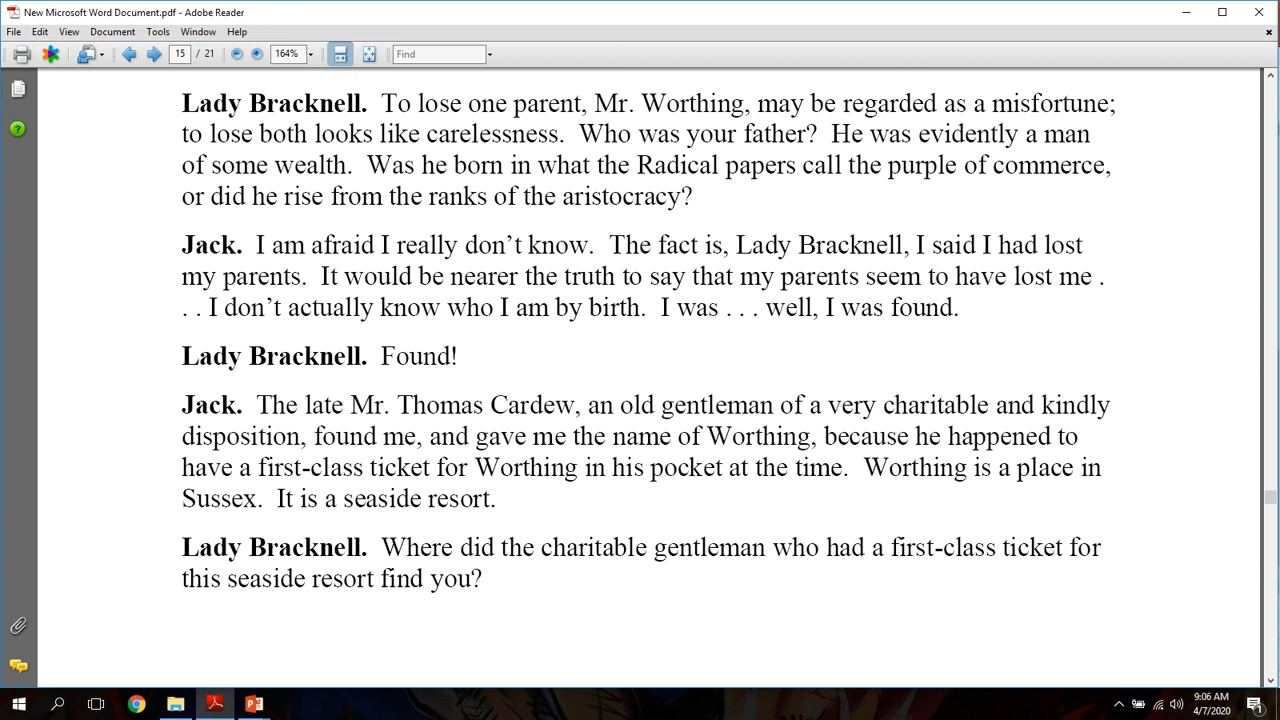 New Microsoft Word Document.pdf - Adobe Reader
File Edit View Document Tools Window Help
15 / 21 164% Find
Lady Bracknell.  To lose one parent, Mr. Worthing, may be regarded as a misfortune;
to lose both looks like carelessness.  Who was your father?  He was evidently a man
of some wealth.  Was he born in what the Radical papers call the purple of commerce,
or did he rise from the ranks of the aristocracy?
Jack.  I am afraid I really don’t know.  The fact is, Lady Bracknell, I said I had lost
my parents.  It would be nearer the truth to say that my parents seem to have lost me .
. . I don’t actually know who I am by birth.  I was . . . well, I was found.
Lady Bracknell.  Found!
Jack.  The late Mr. Thomas Cardew, an old gentleman of a very charitable and kindly
disposition, found me, and gave me the name of Worthing, because he happened to
have a first-class ticket for Worthing in his pocket at the time.  Worthing is a place in
Sussex.  It is a seaside resort.
Lady Bracknell.  Where did the charitable gentleman who had a first-class ticket for
this seaside resort find you?
9:06 AM
4/7/2020